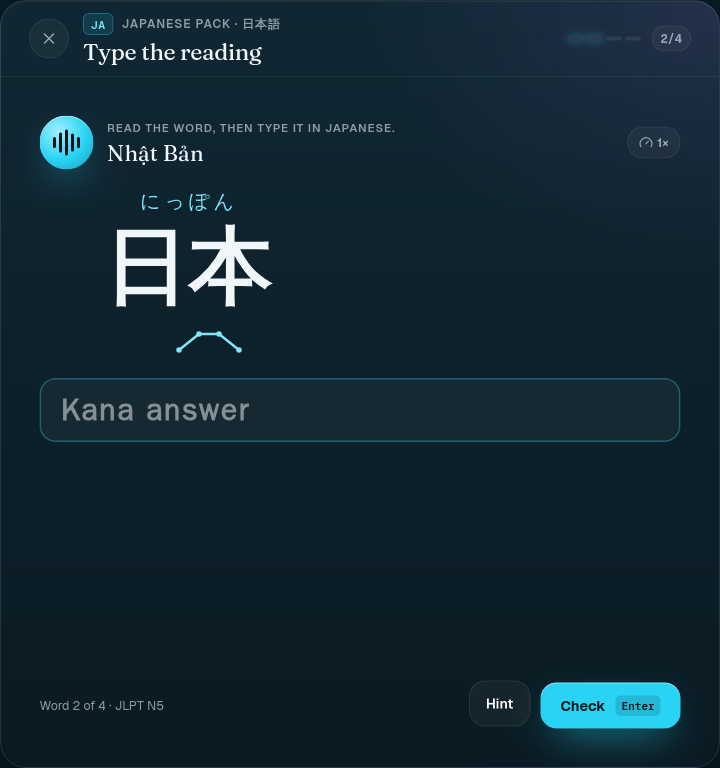 JA JAPANESE PACK · 日本語
Type the reading
2/4
READ THE WORD, THEN TYPE IT IN JAPANESE.
Nhật Bản
1×
にっぽん
日本
Kana answer
Word 2 of 4 · JLPT N5
Hint
Check Enter